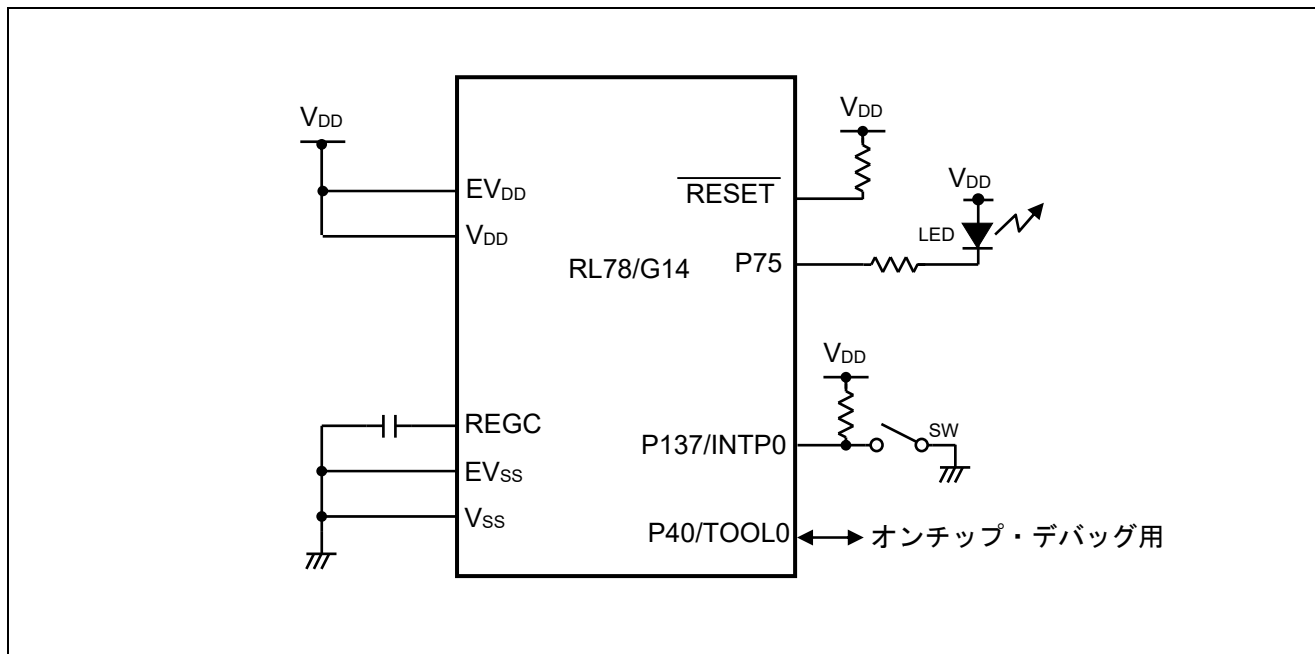 VDD
EVDD
VDD
REGC
EVSS
VSS
RL78/G14
RESET
P75
P137/INTP0
P40/TOOL0
VDD
VDD
LED
VDD
SW
オンチップ・デバッグ用